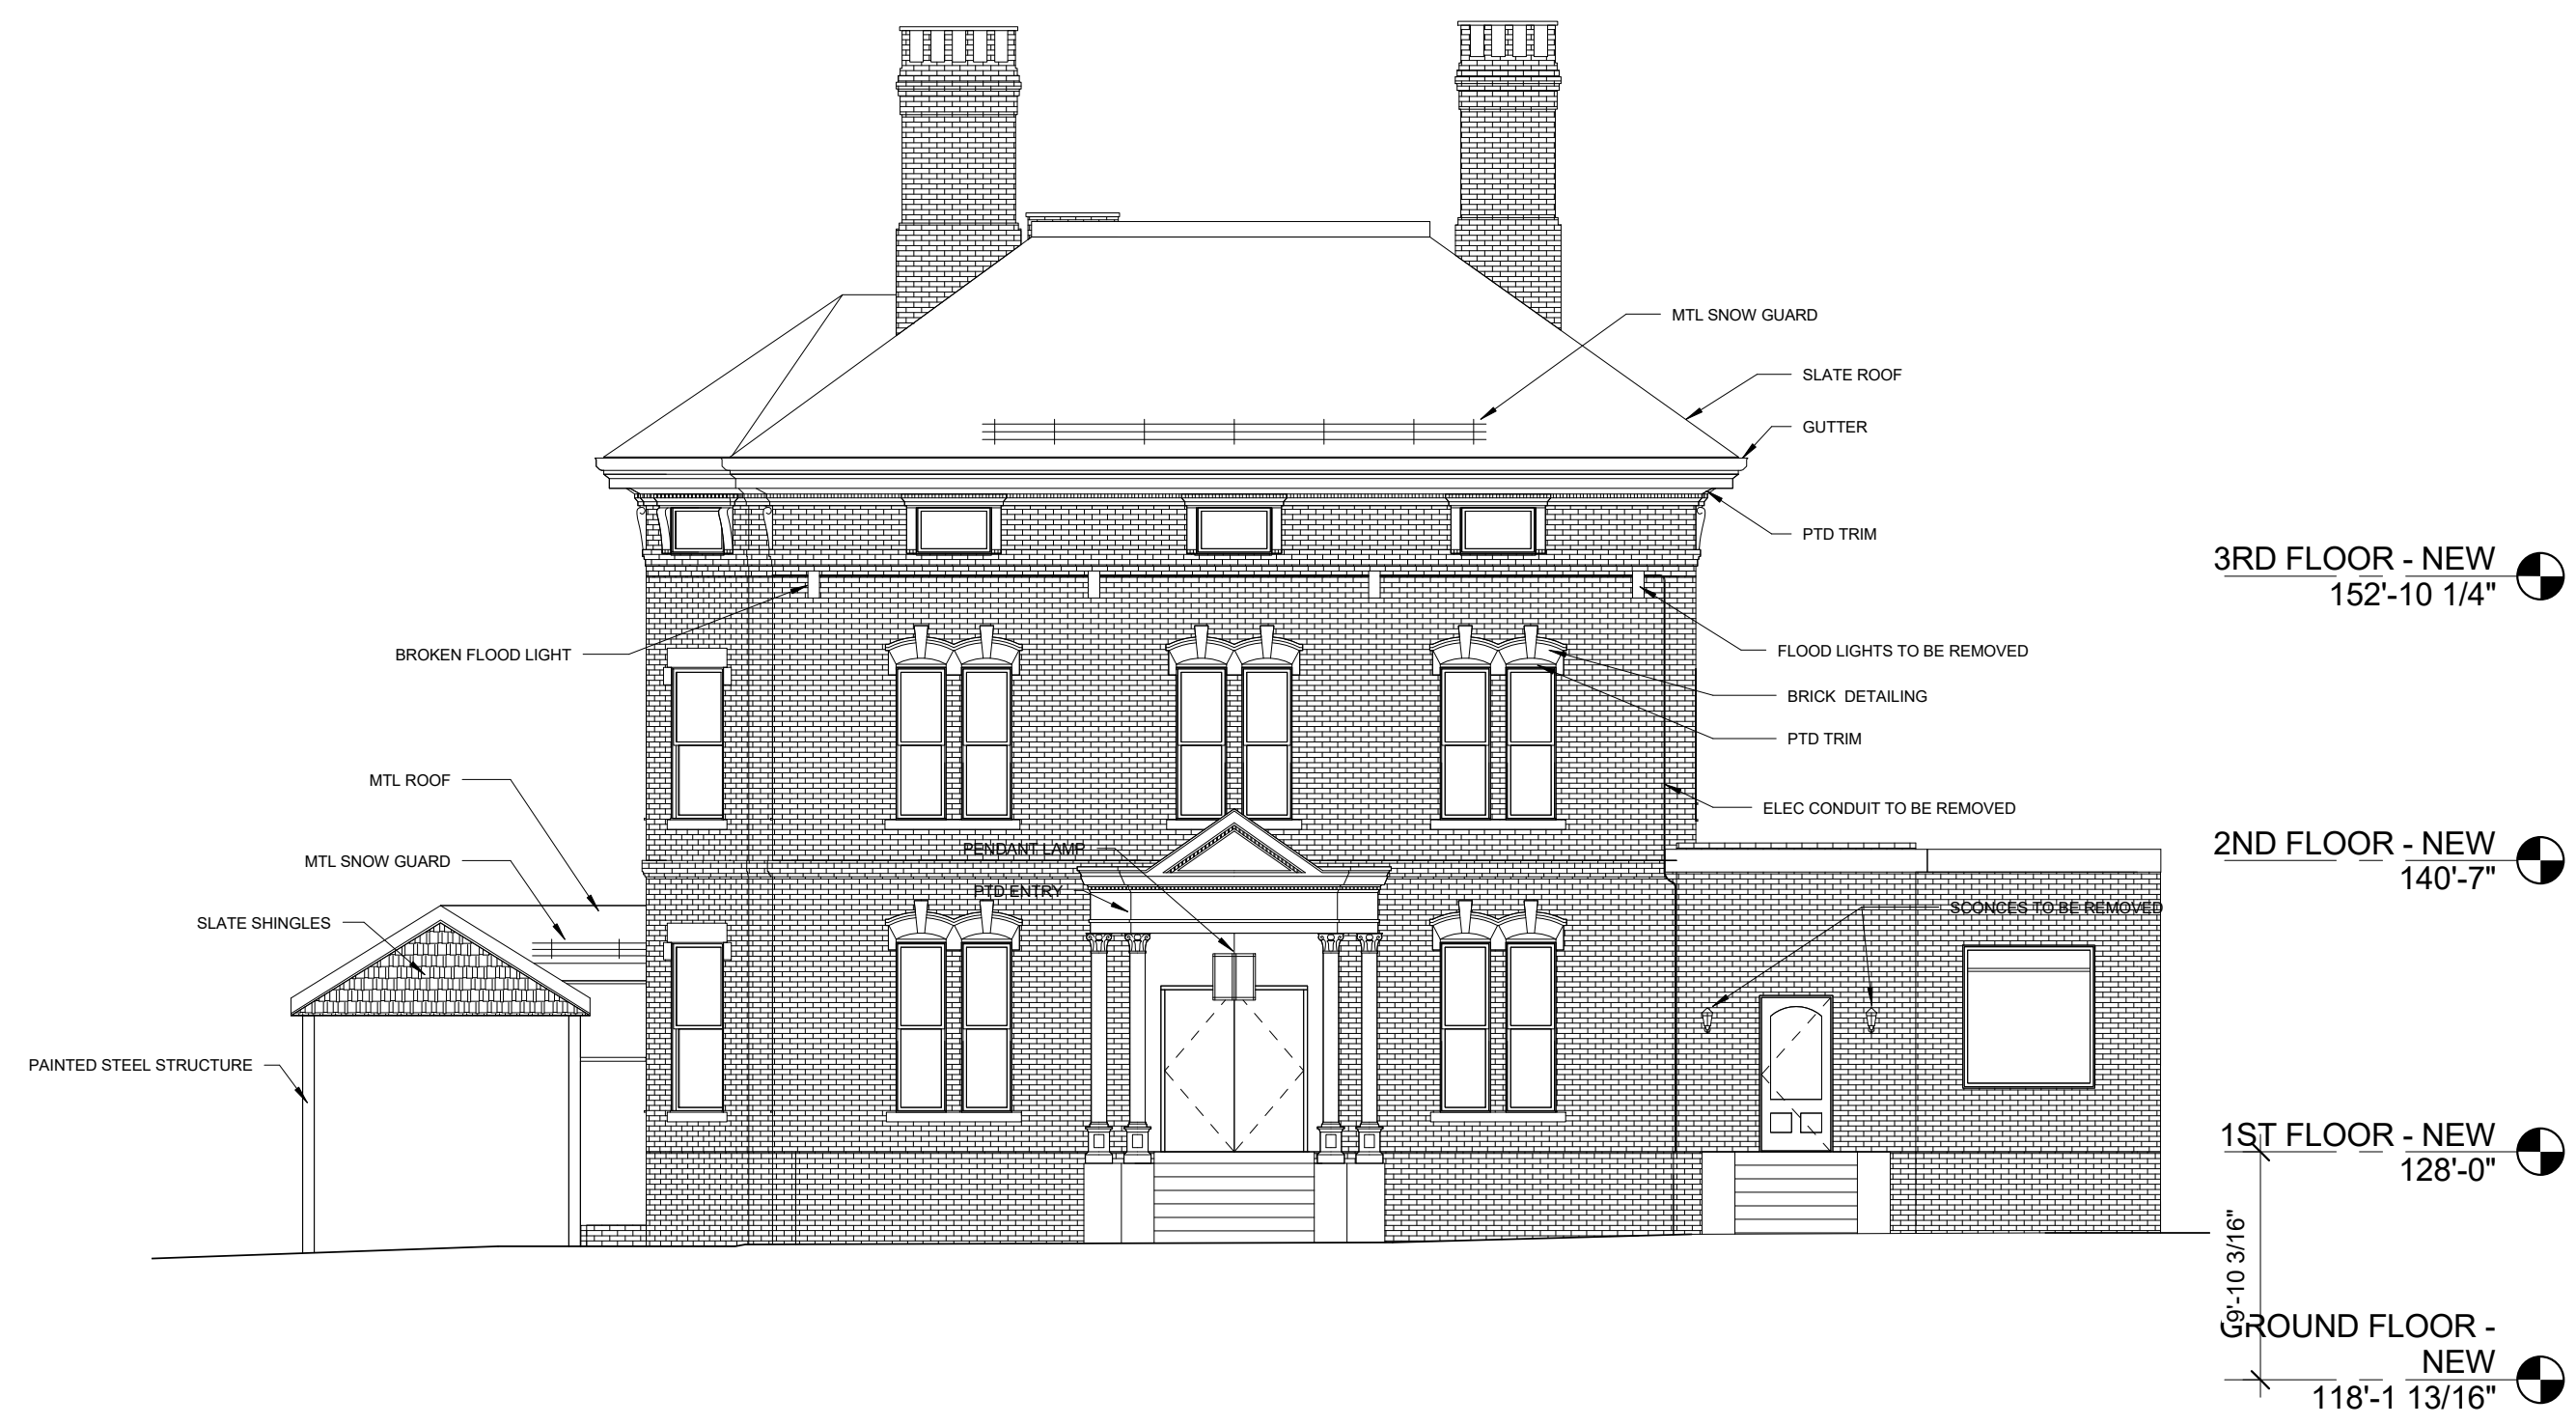 MTL SNOW GUARD
SLATE ROOF
GUTTER
PTD TRIM
3RD FLOOR - NEW
152'-10 1/4"
BROKEN FLOOD LIGHT
FLOOD LIGHTS TO BE REMOVED
BRICK DETAILING
PTD TRIM
MTL ROOF
ELEC CONDUIT TO BE REMOVED
2ND FLOOR - NEW
140'-7"
PENDANT LAMP
MTL SNOW GUARD
PTD ENTRY
SCONCES TO BE REMOVED
SLATE SHINGLES
PAINTED STEEL STRUCTURE
1ST FLOOR - NEW
128'-0"
9'-10 3/16"
GROUND FLOOR -
NEW
118'-1 13/16"